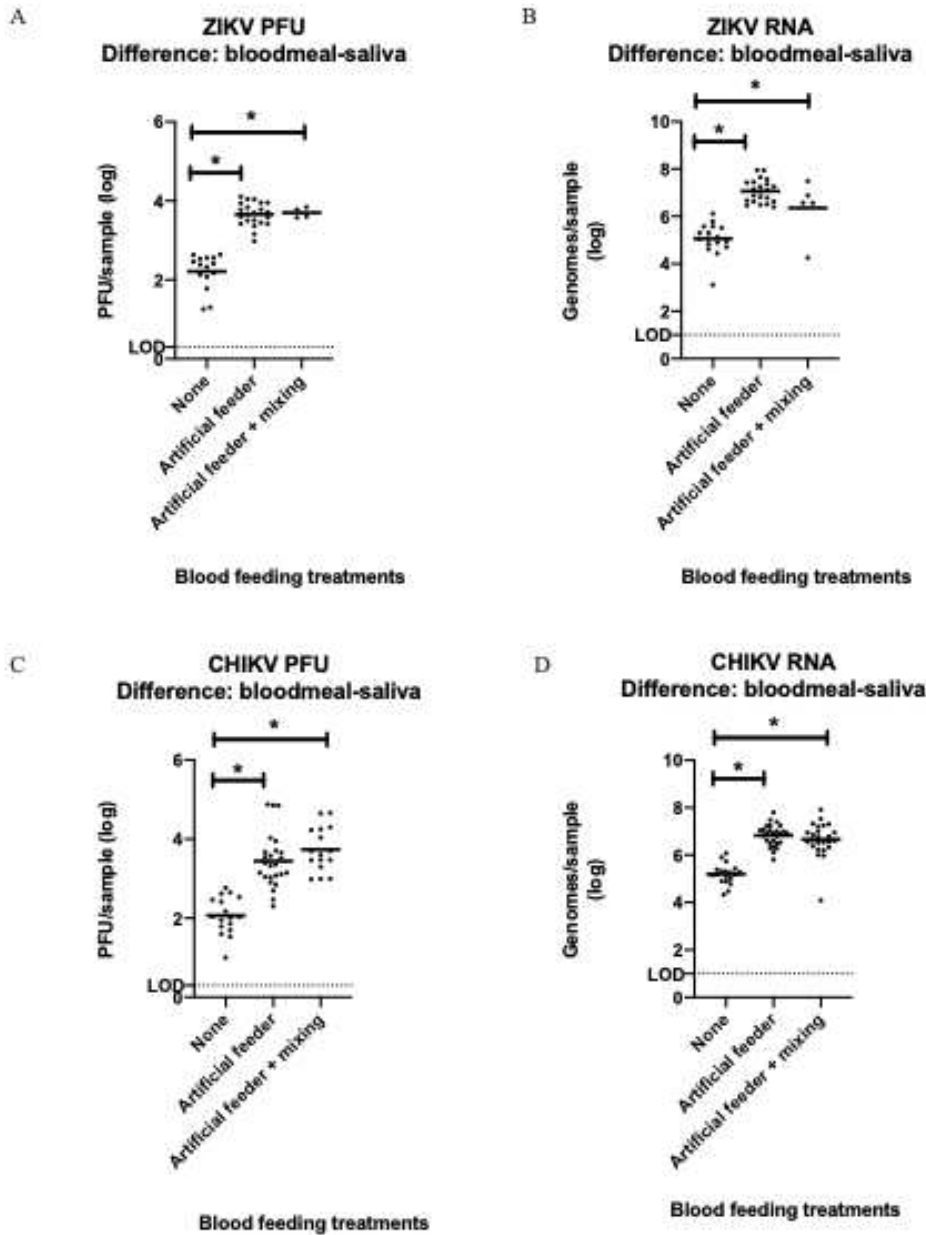 A
ZIKV PFU
Difference: bloodmeal-saliva
*
*
PFU/sample (log)
6
4
2
LOD
0
None
Artificial feeder
Artificial feeder + mixing
Blood feeding treatments
B
ZIKV RNA
Difference: bloodmeal-saliva
*
*
Genomes/sample
(log)
10
8
6
4
2
LOD
0
None
Artificial feeder
Artificial feeder + mixing
Blood feeding treatments
C
CHIKV PFU
Difference: bloodmeal-saliva
*
*
PFU/sample (log)
6
4
2
LOD
0
None
Artificial feeder
Artificial feeder + mixing
Blood feeding treatments
D
CHIKV RNA
Difference: bloodmeal-saliva
*
*
Genomes/sample
(log)
10
8
6
4
2
LOD
0
None
Artificial feeder
Artificial feeder + mixing
Blood feeding treatments